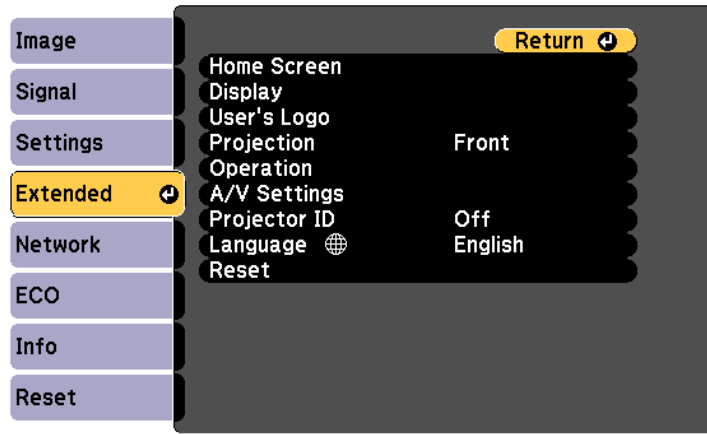 Image
Signal
Settings
Extended
Network
ECO
Info
Reset
Return
Home Screen
Display
User's Logo
Projection Front
Operation
A/V Settings
Projector ID Off
Language English
Reset